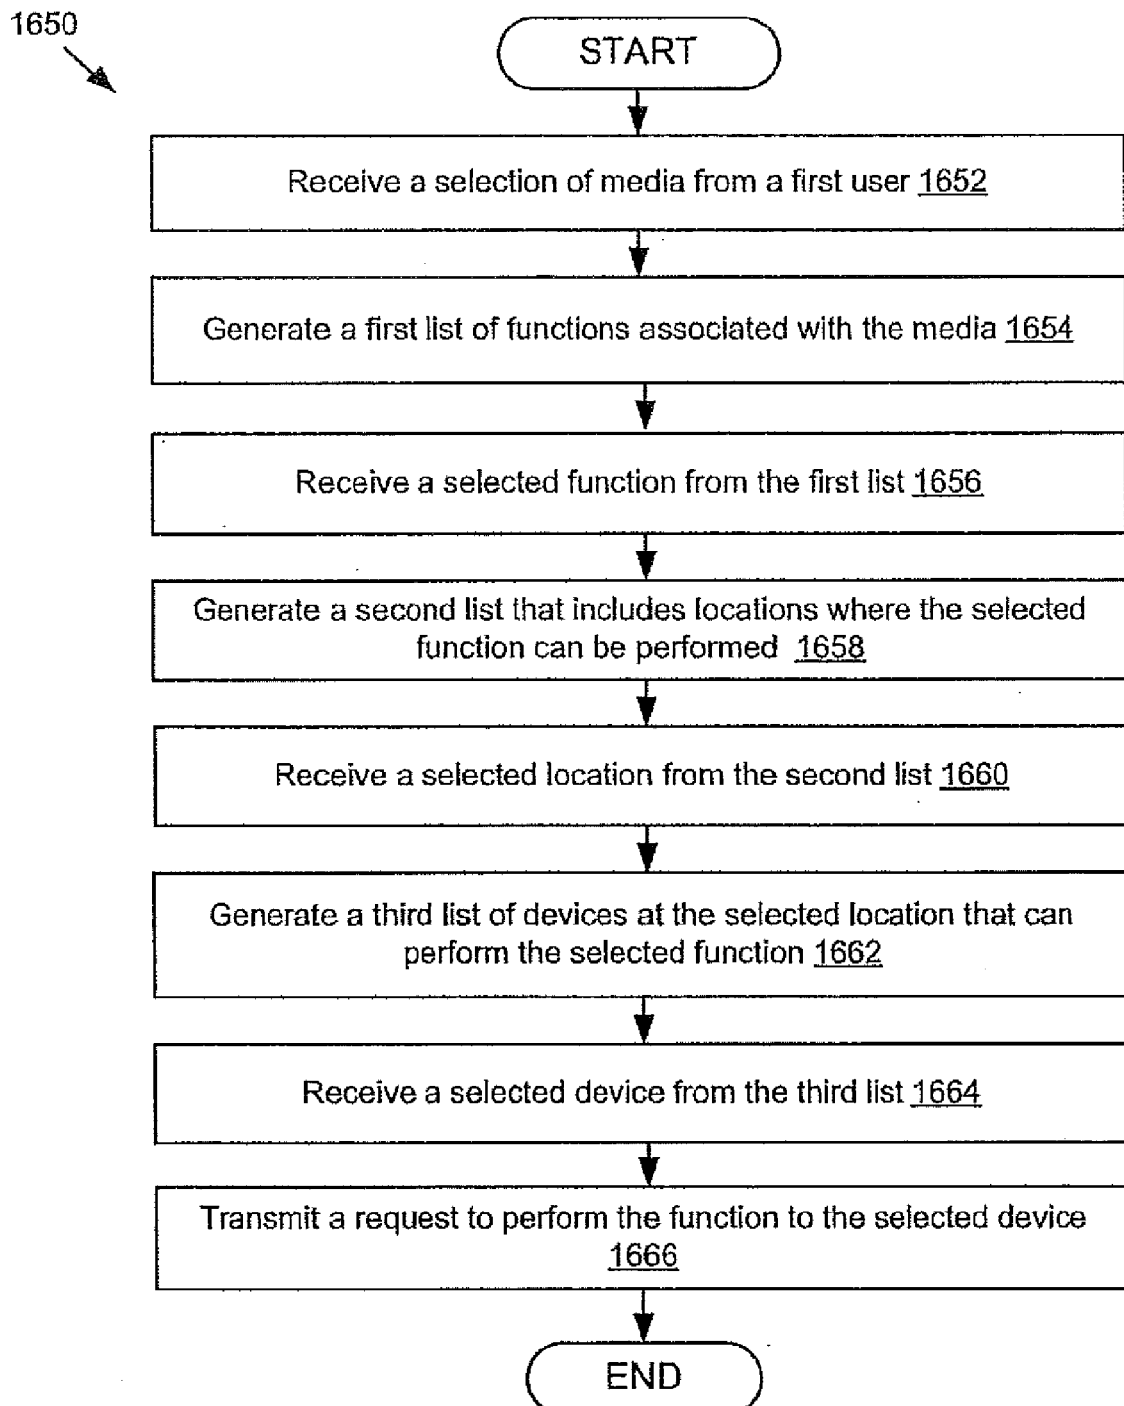 1650
START
Receive a selection of media from a first user 1652
Generate a first list of functions associated with the media 1654
Receive a selected function from the first list 1656
Generate a second list that includes locations where the selected
function can be performed 1658
Receive a selected location from the second list 1660
Generate a third list of devices at the selected location that can
perform the selected function 1662
Receive a selected device from the third list 1664
Transmit a request to perform the function to the selected device
1666
END